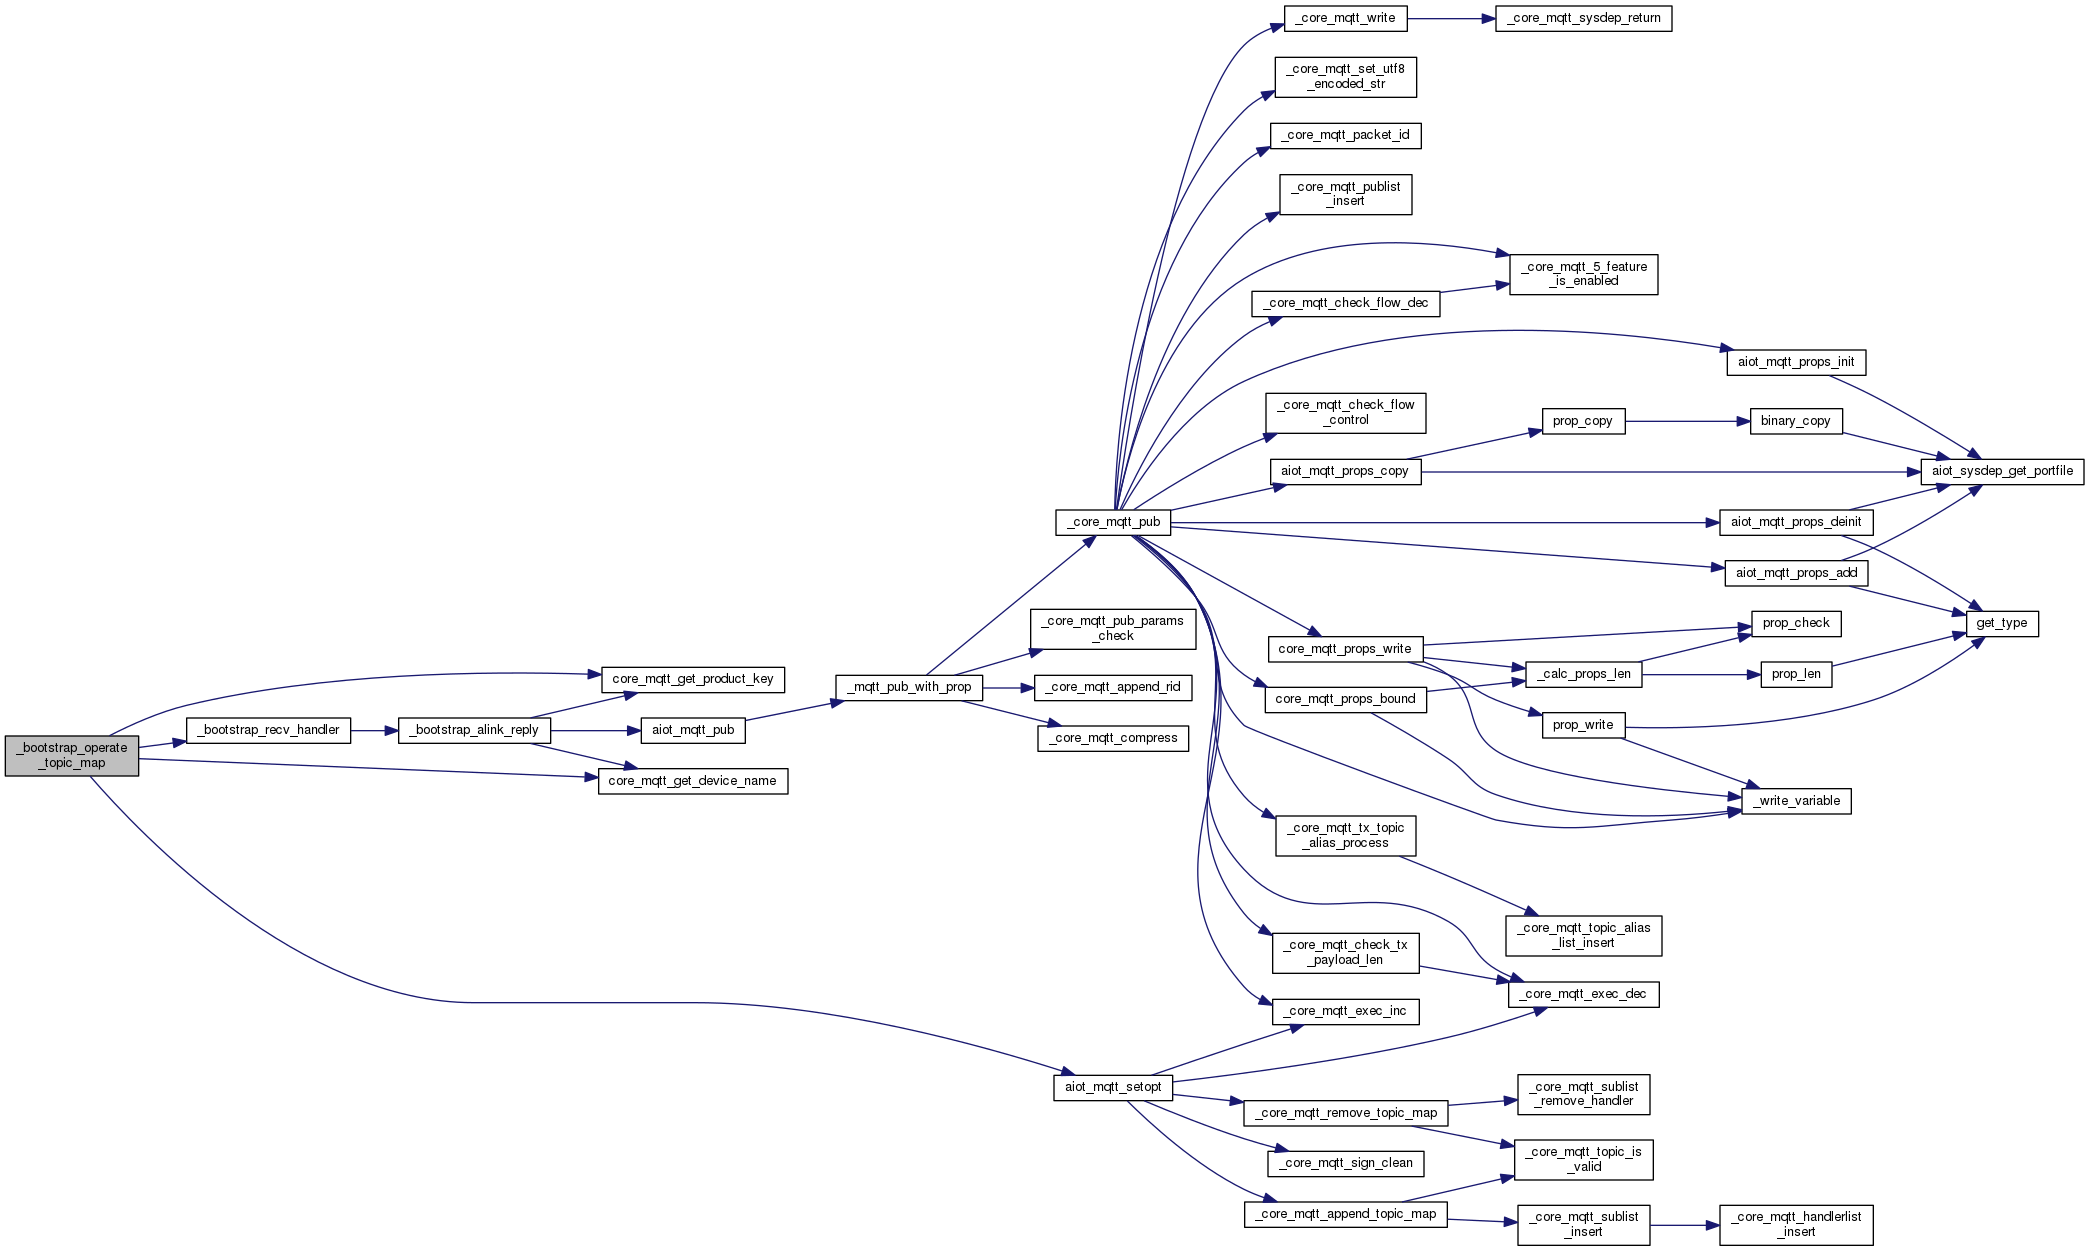 _core_mqtt_write
_core_mqtt_sysdep_return
_core_mqtt_set_utf8
_encoded_str
_core_mqtt_packet_id
_core_mqtt_publist
_insert
_core_mqtt_5_feature
_is_enabled
_core_mqtt_check_flow_dec
aiot_mqtt_props_init
_core_mqtt_check_flow
_control
prop_copy
binary_copy
aiot_mqtt_props_copy
aiot_sysdep_get_portfile
_core_mqtt_pub
aiot_mqtt_props_deinit
aiot_mqtt_props_add
_core_mqtt_pub_params
_check
prop_check
get_type
core_mqtt_props_write
core_mqtt_get_product_key
_mqtt_pub_with_prop
_core_mqtt_append_rid
_calc_props_len
prop_len
core_mqtt_props_bound
_bootstrap_recv_handler
_bootstrap_alink_reply
aiot_mqtt_pub
prop_write
_core_mqtt_compress
_bootstrap_operate
_topic_map
core_mqtt_get_device_name
_write_variable
_core_mqtt_tx_topic
_alias_process
_core_mqtt_topic_alias
_list_insert
_core_mqtt_check_tx
_payload_len
_core_mqtt_exec_dec
_core_mqtt_exec_inc
aiot_mqtt_setopt
_core_mqtt_sublist
_remove_handler
_core_mqtt_remove_topic_map
_core_mqtt_topic_is
_valid
_core_mqtt_sign_clean
_core_mqtt_append_topic_map
_core_mqtt_sublist
_insert
_core_mqtt_handlerlist
_insert